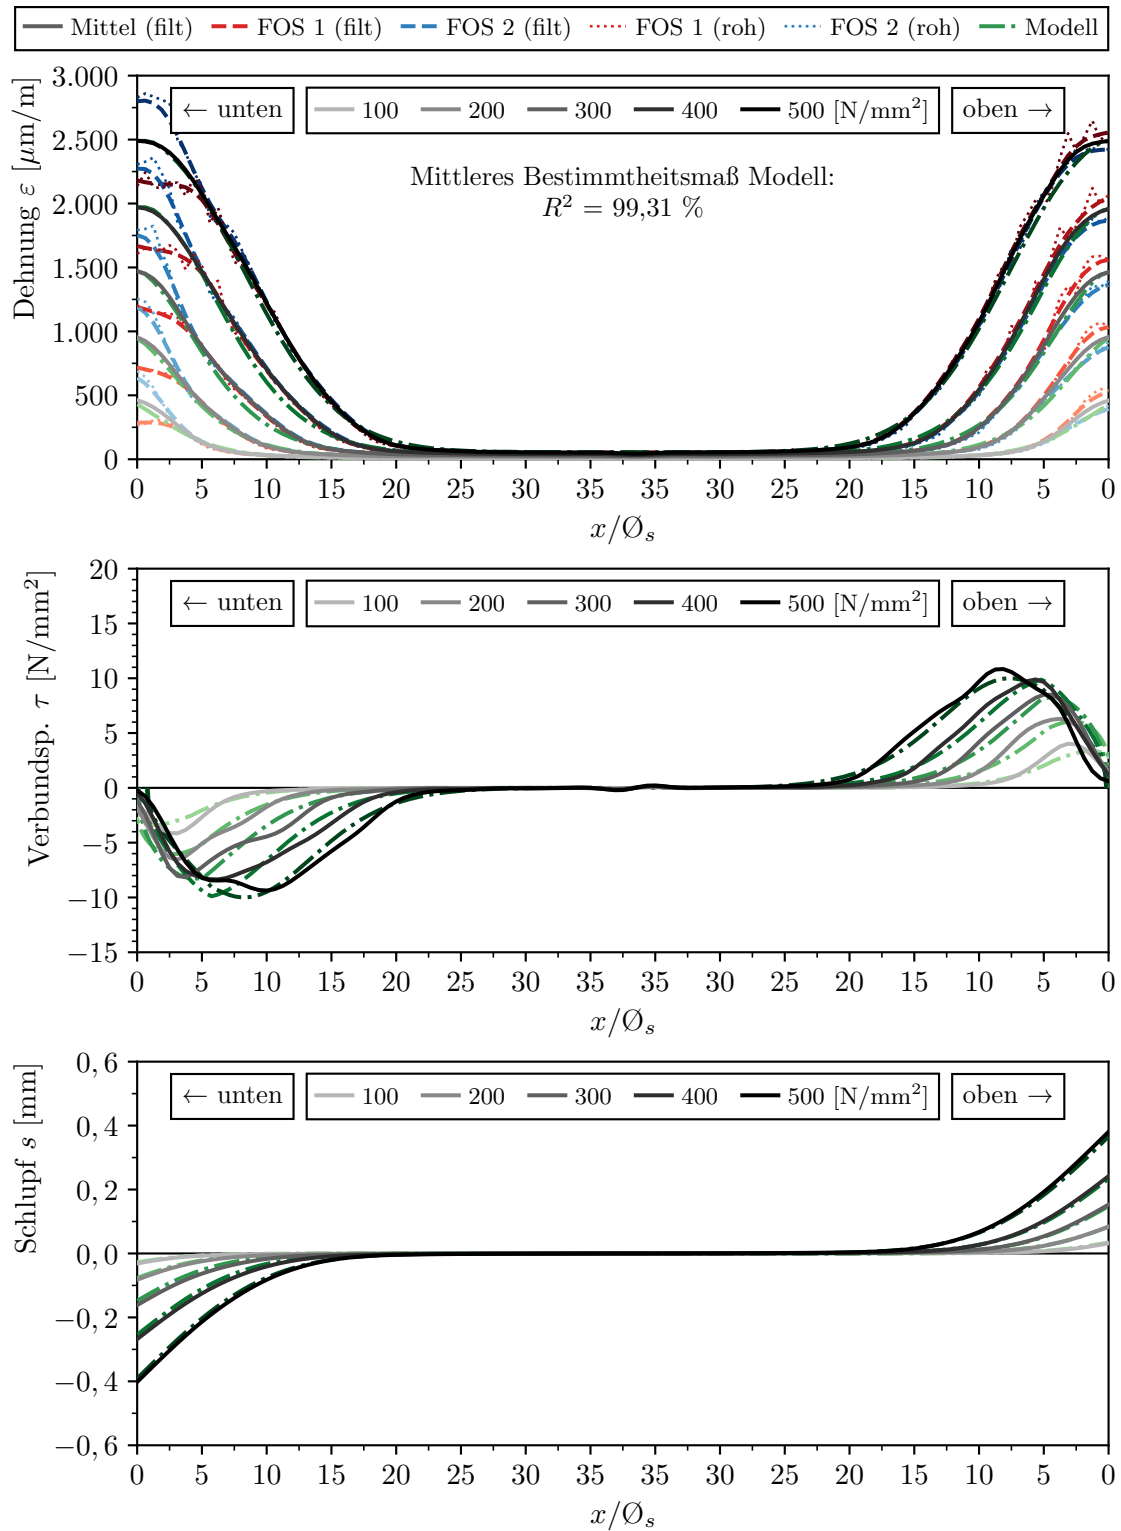 Mittel (filt) FOS 1 (filt) FOS 2 (filt) FOS 1 (roh) FOS 2 (roh) Modell
← unten 100 200 300 400 500 [N/mm²] oben →
Mittleres Bestimmtheitsmaß Modell:
R² = 99,31 %
Dehnung ε [μm/m]
3.000
2.500
2.000
1.500
1.000
500
0
0 5 10 15 20 25 30 35 30 25 20 15 10 5 0
x/Ø_s
← unten 100 200 300 400 500 [N/mm²] oben →
Verbundsp. τ [N/mm²]
20
15
10
5
0
−5
−10
−15
0 5 10 15 20 25 30 35 30 25 20 15 10 5 0
x/Ø_s
← unten 100 200 300 400 500 [N/mm²] oben →
Schlupf s [mm]
0,6
0,4
0,2
0,0
−0,2
−0,4
−0,6
0 5 10 15 20 25 30 35 30 25 20 15 10 5 0
x/Ø_s